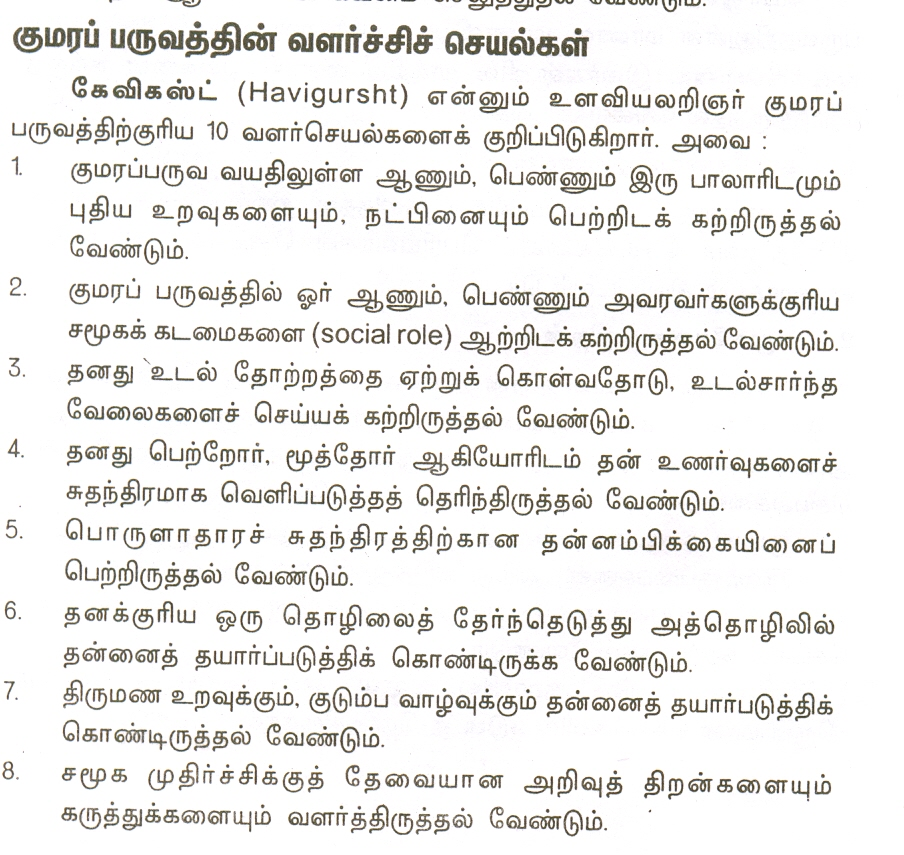 வேண்டும்.
குமரப் பருவத்தின் வளர்ச்சிச் செயல்கள்
கேவிகஸ்ட் (Havigursht) என்னும் உளவியலறிஞர் குமரப்
பருவத்திற்குரிய 10 வளர்செயல்களைக் குறிப்பிடுகிறார். அவை :
1. குமரப்பருவ வயதிலுள்ள ஆணும், பெண்ணும் இரு பாலாரிடமும்
புதிய உறவுகளையும், நட்பினையும் பெற்றிடக் கற்றிருத்தல்
வேண்டும்.
2. குமரப் பருவத்தில் ஓர் ஆணும், பெண்ணும் அவரவர்களுக்குரிய
சமூகக் கடமைகளை (social role) ஆற்றிடக் கற்றிருத்தல் வேண்டும்.
3. தனது உடல் தோற்றத்தை ஏற்றுக் கொள்வதோடு, உடல்சார்ந்த
வேலைகளைச் செய்யக் கற்றிருத்தல் வேண்டும்.
4. தனது பெற்றோர், மூத்தோர் ஆகியோரிடம் தன் உணர்வுகளைச்
சுதந்திரமாக வெளிப்படுத்தத் தெரிந்திருத்தல் வேண்டும்.
5. பொருளாதாரச் சுதந்திரத்திற்கான தன்னம்பிக்கையினைப்
பெற்றிருத்தல் வேண்டும்.
6. தனக்குரிய ஒரு தொழிலைத் தேர்ந்தெடுத்து அத்தொழிலில்
தன்னைத் தயார்ப்படுத்திக் கொண்டிருக்க வேண்டும்.
7. திருமண உறவுக்கும், குடும்ப வாழ்வுக்கும் தன்னைத் தயார்படுத்திக்
கொண்டிருத்தல் வேண்டும்.
8. சமூக முதிர்ச்சிக்குத் தேவையான அறிவுத் திறன்களையும்
கருத்துக்களையும் வளர்த்திருத்தல் வேண்டும்.